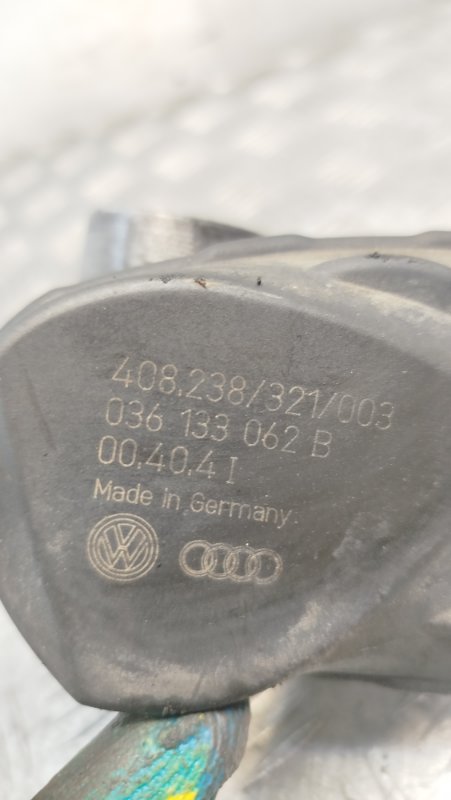 408.238/321/003
036 133 062 B
00.40.4 I
Made in Germany